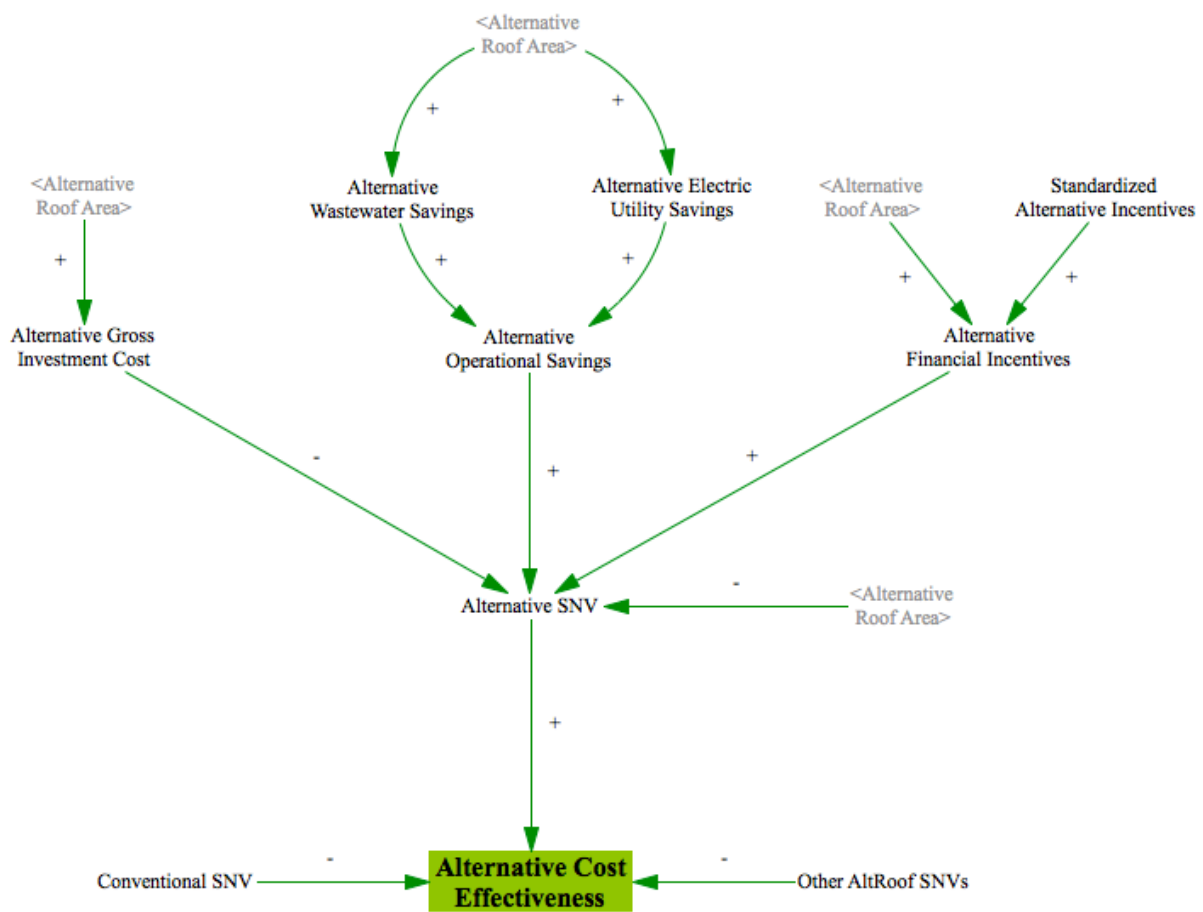 <Alternative
Roof Area>
+
+
<Alternative
Roof Area>
Alternative
Wastewater Savings
Alternative Electric
Utility Savings
<Alternative
Roof Area>
Standardized
Alternative Incentives
+
+
+
+
+
Alternative Gross
Investment Cost
Alternative
Operational Savings
Alternative
Financial Incentives
-
+
+
Alternative SNV
-
<Alternative
Roof Area>
+
Conventional SNV
-
Alternative Cost
Effectiveness
-
Other AltRoof SNVs